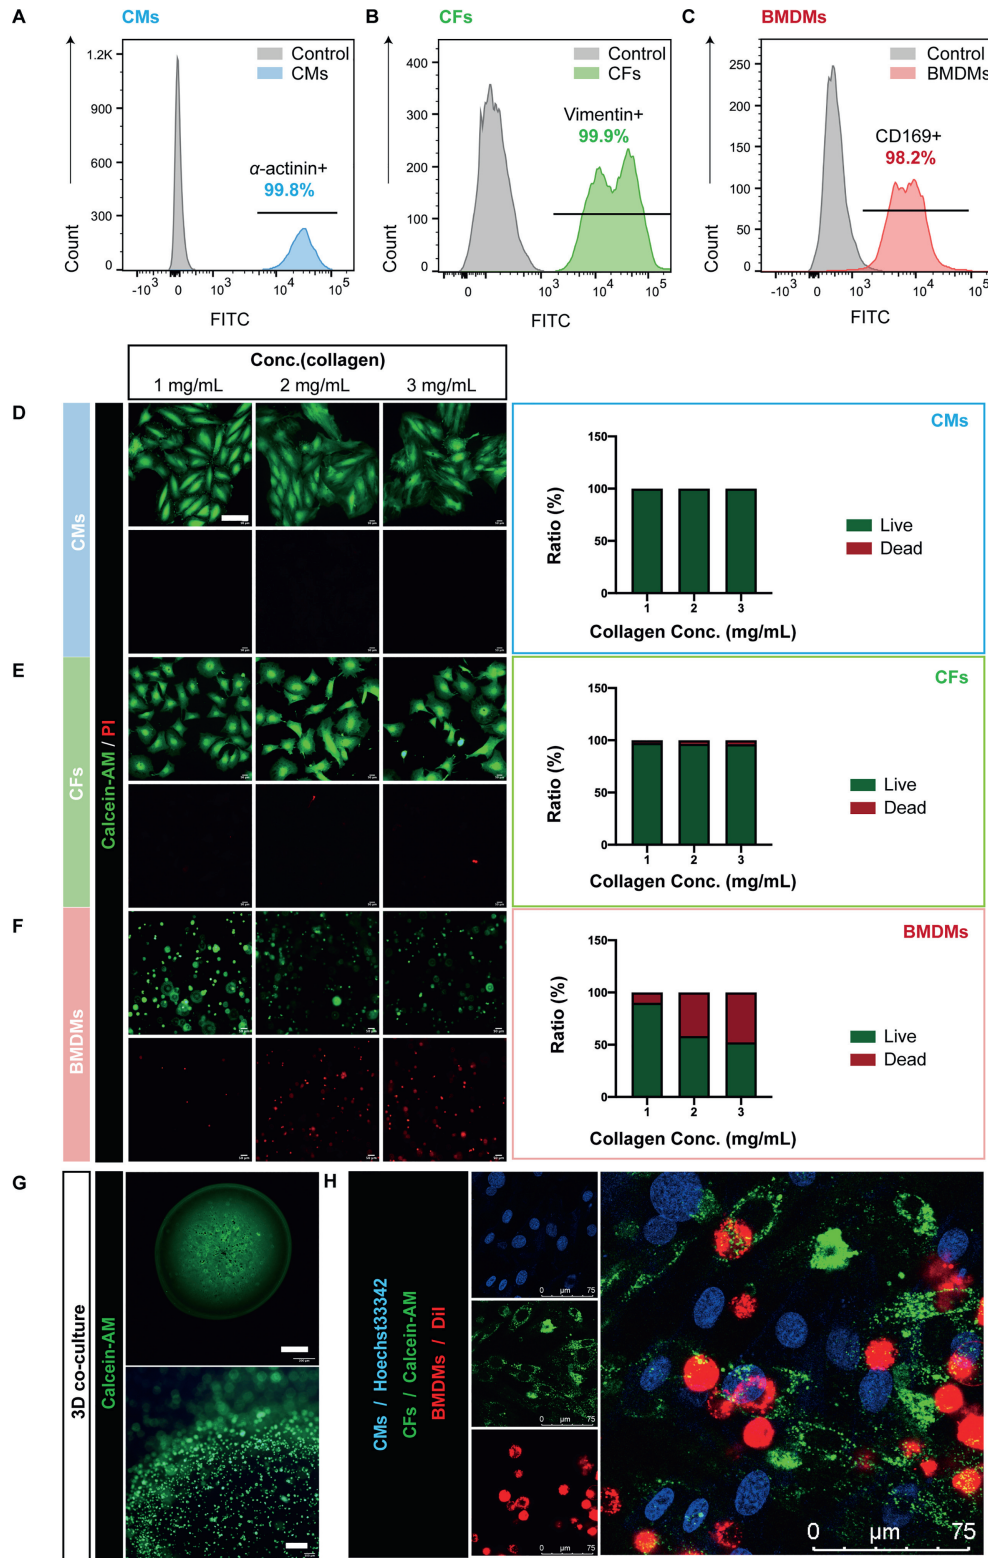 A
CMs
1.2K
900
600
300
0
Count
Control
CMs
α-actinin+
99.8%
-10³ 0 10³ 10⁴ 10⁵
FITC
B
CFs
400
300
200
100
0
Count
Control
CFs
Vimentin+
99.9%
0 10³ 10⁴ 10⁵
FITC
C
BMDMs
250
200
150
100
50
0
Count
Control
BMDMs
CD169+
98.2%
-10³ 0 10³ 10⁴ 10⁵
FITC
Conc.(collagen)
1 mg/mL 2 mg/mL 3 mg/mL
Calcein-AM / PI
D
CMs
CMs
150
100
50
0
Ratio (%)
1 2 3
Collagen Conc. (mg/mL)
Live
Dead
E
CFs
CFs
150
100
50
0
Ratio (%)
1 2 3
Collagen Conc. (mg/mL)
Live
Dead
F
BMDMs
BMDMs
150
100
50
0
Ratio (%)
1 2 3
Collagen Conc. (mg/mL)
Live
Dead
G
3D co-culture
Calcein-AM
H
CMs / Hoechst33342
CFs / Calcein-AM
BMDMs / Dil
0 μm 75
0 μm 75
0 μm 75
0 μm 75